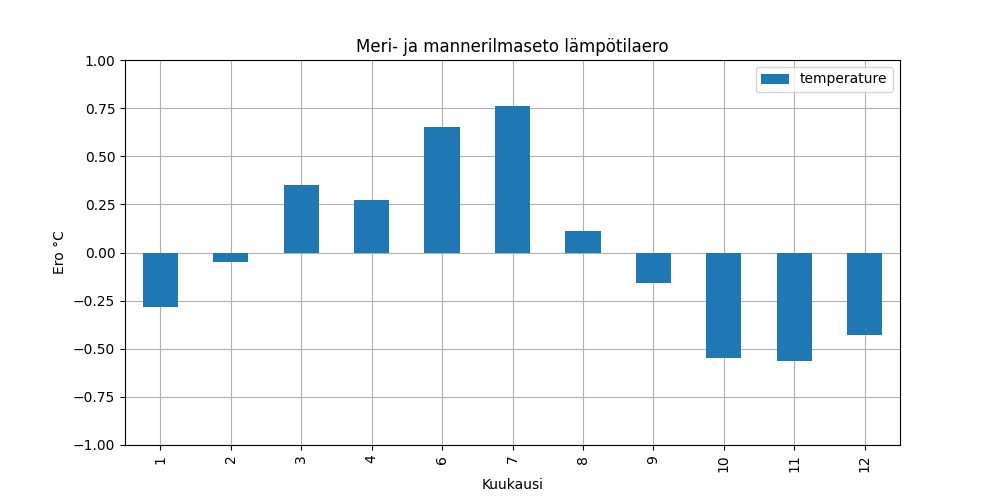 Meri- ja mannerilmaseto lämpötilaero
temperature
1.00
0.75
0.50
0.25
0.00
−0.25
−0.50
−0.75
−1.00
Ero °C
1 2 3 4 6 7 8 9 10 11 12
Kuukausi